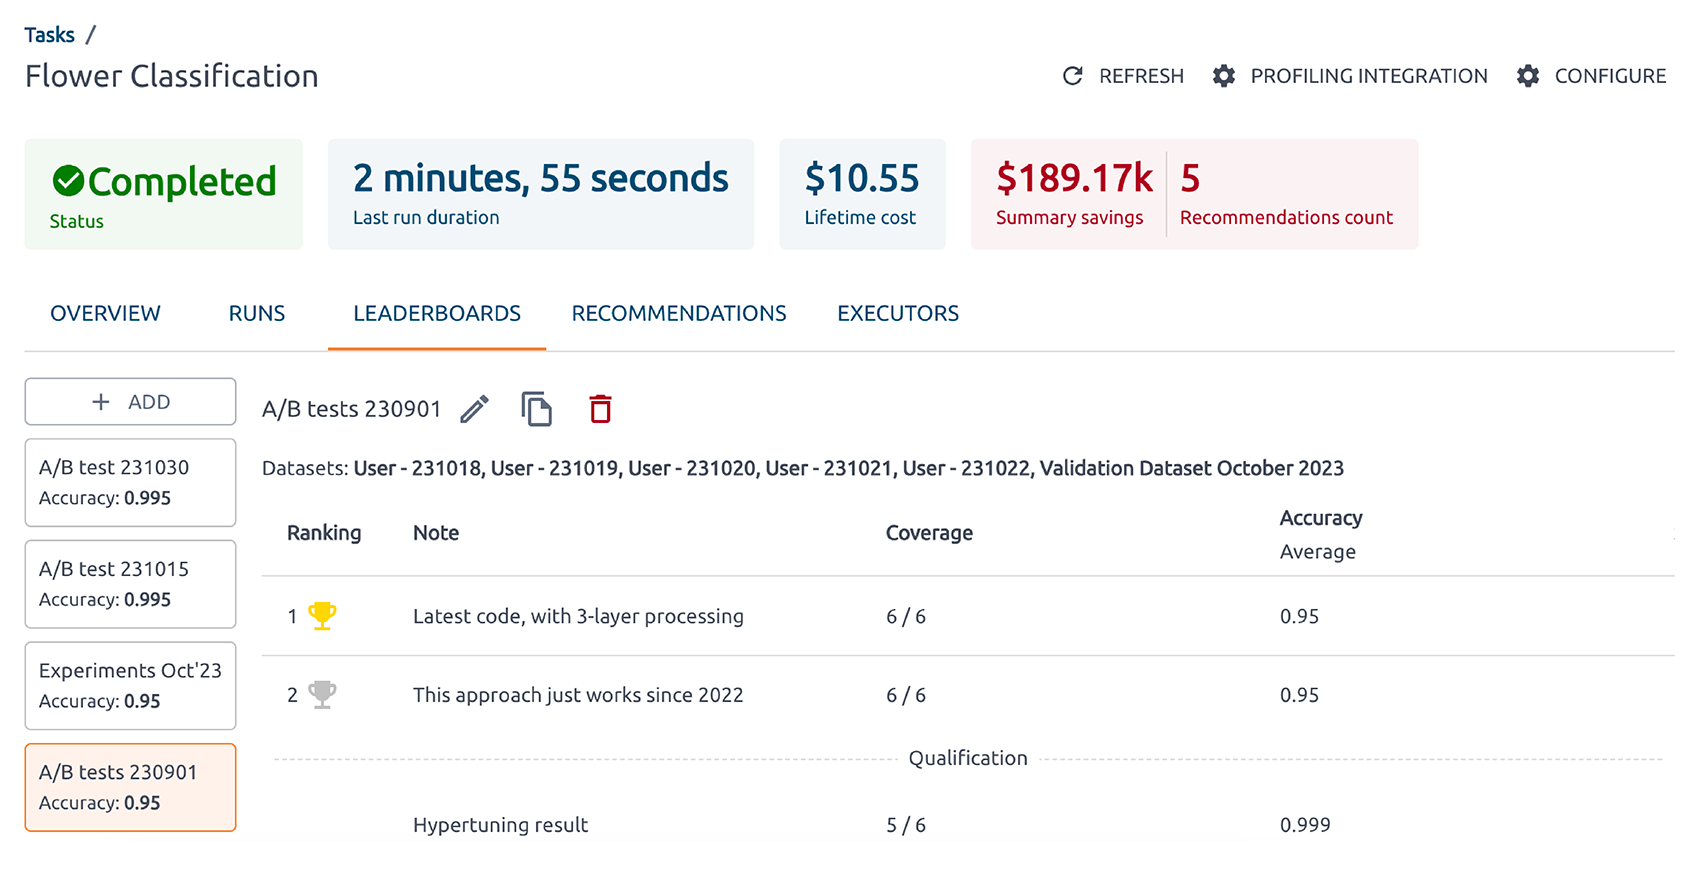 Tasks /
Flower Classification
REFRESH PROFILING INTEGRATION CONFIGURE
Completed
Status
2 minutes, 55 seconds
Last run duration
$10.55
Lifetime cost
$189.17k
Summary savings
5
Recommendations count
OVERVIEW RUNS LEADERBOARDS RECOMMENDATIONS EXECUTORS
+ ADD
A/B test 231030
Accuracy: 0.995
A/B test 231015
Accuracy: 0.995
Experiments Oct'23
Accuracy: 0.95
A/B tests 230901
Accuracy: 0.95
A/B tests 230901
Datasets: User - 231018, User - 231019, User - 231020, User - 231021, User - 231022, Validation Dataset October 2023
Ranking Note Coverage Accuracy
Average
1 Latest code, with 3-layer processing 6 / 6 0.95
2 This approach just works since 2022 6 / 6 0.95
Qualification
Hypertuning result 5 / 6 0.999